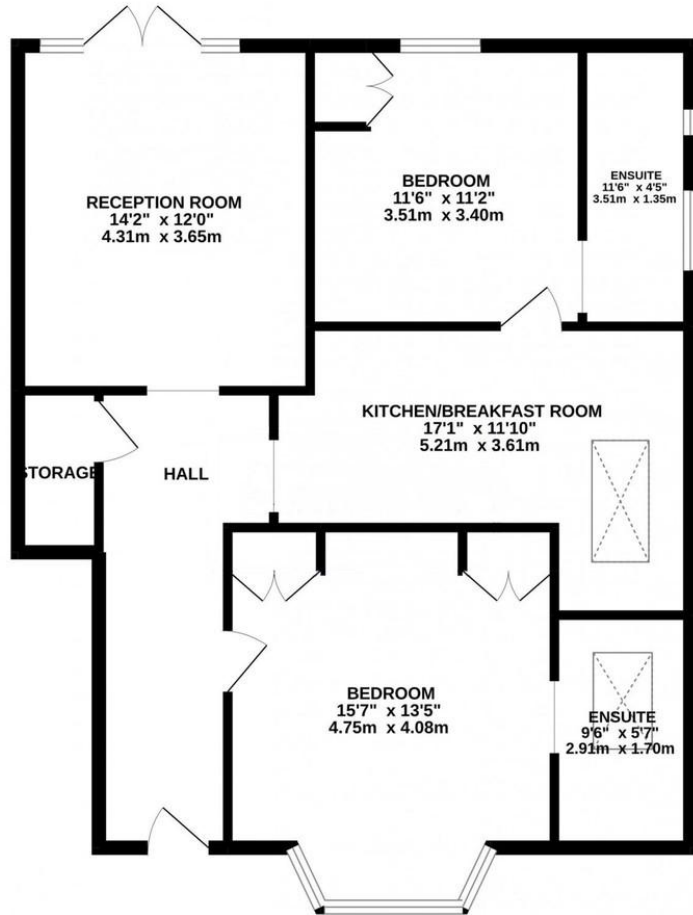 RECEPTION ROOM
14'2" x 12'0"
4.31m x 3.65m
BEDROOM
11'6" x 11'2"
3.51m x 3.40m
ENSUITE
11'6" x 4'5"
3.51m x 1.35m
KITCHEN/BREAKFAST ROOM
17'1" x 11'10"
5.21m x 3.61m
STORAGE
HALL
BEDROOM
15'7" x 13'5"
4.75m x 4.08m
ENSUITE
9'6" x 5'7"
2.91m x 1.70m